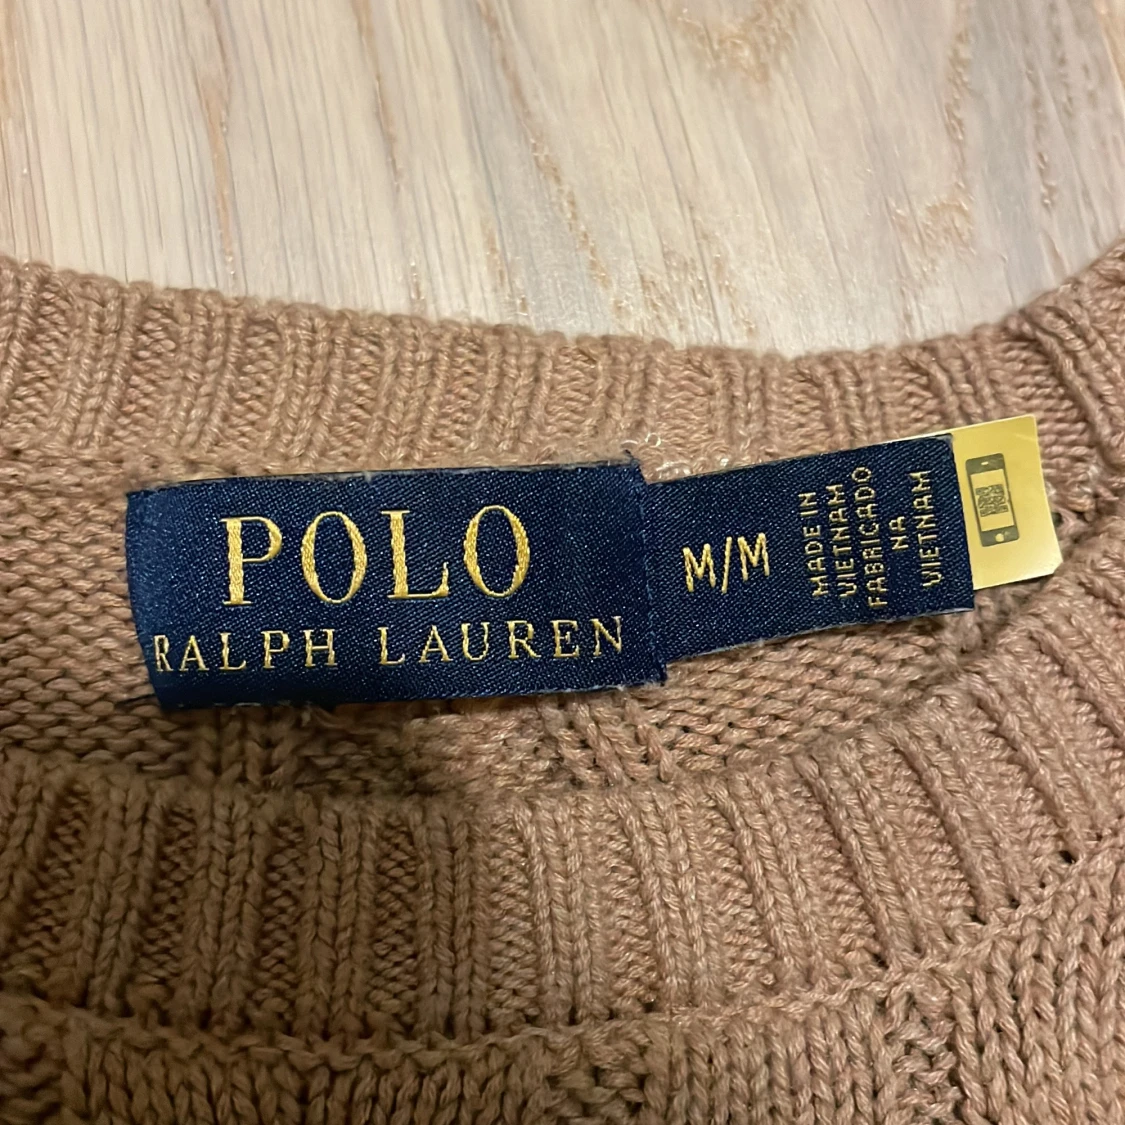 POLO
RALPH LAUREN
M/M
MADE IN
VIETNAM
FABRICADO
NA
VIETNAM